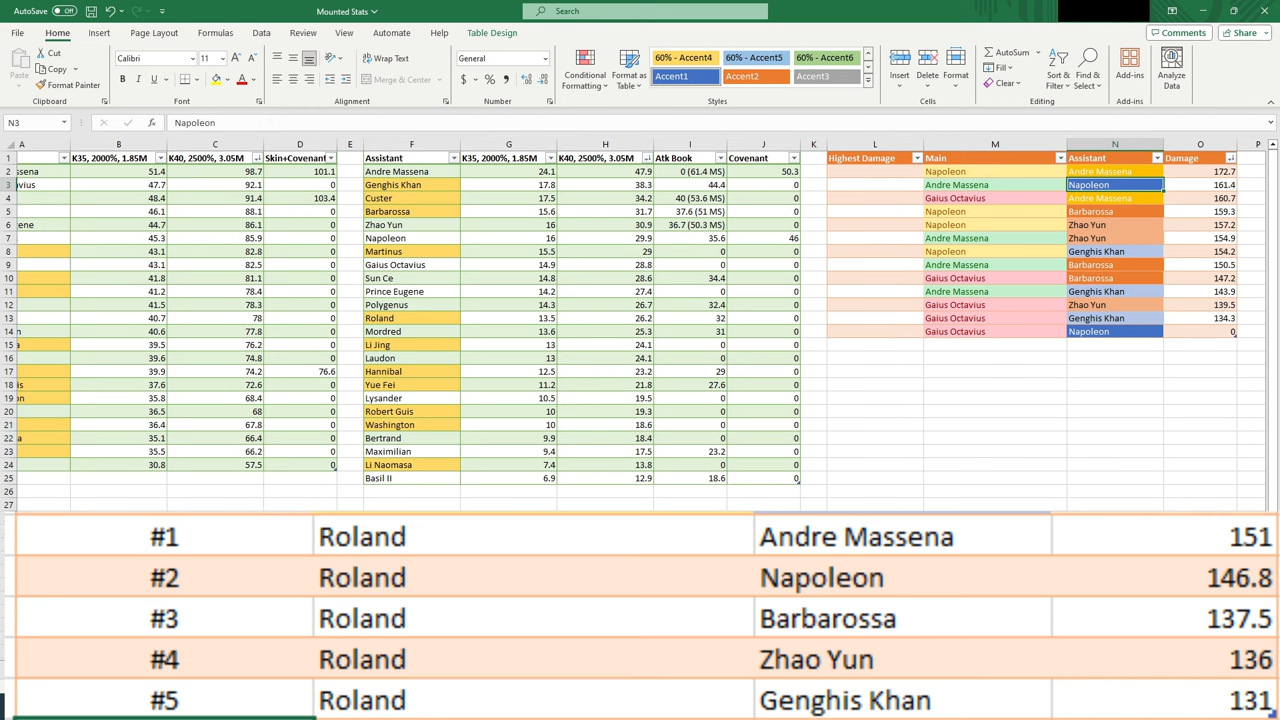 AutoSave Off Mounted Stats Search
File Home Insert Page Layout Formulas Data Review View Automate Help Table Design Comments Share
Paste Cut Copy Format Painter Calibri 11 B I U Wrap Text Merge & Center General $ % Conditional Formatting Format as Table 60% - Accent4 60% - Accent5 60% - Accent6 Accent1 Accent2 Accent3 Insert Delete Format AutoSum Fill Clear Sort & Filter Find & Select Add-ins Analyze Data
Clipboard Font Alignment Number Styles Cells Editing Add-ins
N3 fx Napoleon
A B C D E F G H I J K L M N O P
1 K35, 2000%, 1.85M K40, 2500%, 3.05M Skin+Covenant Assistant K35, 2000%, 1.85M K40, 2500%, 3.05M Atk Book Covenant Highest Damage Main Assistant Damage
2 ssena 51.4 98.7 101.1 Andre Massena 24.1 47.9 0 (61.4 MS) 50.3 Napoleon Andre Massena 172.7
3 avius 47.7 92.1 0 Genghis Khan 17.8 38.3 44.4 0 Andre Massena Napoleon 161.4
4 48.4 91.4 103.4 Custer 17.5 34.2 40 (53.6 MS) 0 Gaius Octavius Andre Massena 160.7
5 46.1 88.1 0 Barbarossa 15.6 31.7 37.6 (51 MS) 0 Napoleon Barbarossa 159.3
6 ene 44.7 86.1 0 Zhao Yun 16 30.9 36.7 (50.3 MS) 0 Napoleon Zhao Yun 157.2
7 45.3 85.9 0 Napoleon 16 29.9 35.6 46 Andre Massena Zhao Yun 154.9
8 43.1 82.8 0 Martinus 15.5 29 0 0 Napoleon Genghis Khan 154.2
9 43.1 82.5 0 Gaius Octavius 14.9 28.8 0 0 Andre Massena Barbarossa 150.5
10 41.8 81.1 0 Sun Ce 14.9 28.6 34.4 0 Gaius Octavius Barbarossa 147.2
11 41.2 78.4 0 Prince Eugene 14.2 27.4 0 0 Andre Massena Genghis Khan 143.9
12 41.5 78.3 0 Polygenus 14.3 26.7 32.4 0 Gaius Octavius Zhao Yun 139.5
13 40.7 78 0 Roland 13.5 26.2 32 0 Gaius Octavius Genghis Khan 134.3
14 n 40.6 77.8 0 Mordred 13.6 25.3 31 0 Gaius Octavius Napoleon 0
15 a 39.5 76.2 0 Li Jing 13 24.1 0 0
16 39.6 74.8 0 Laudon 13 24.1 0 0
17 39.9 74.2 76.6 Hannibal 12.5 23.2 29 0
18 is 37.6 72.6 0 Yue Fei 11.2 21.8 27.6 0
19 on 35.8 68.4 0 Lysander 10.5 19.5 0 0
20 36.5 68 0 Robert Guis 10 19.3 0 0
21 36.4 67.8 0 Washington 10 18.6 0 0
22 a 35.1 66.4 0 Bertrand 9.9 18.4 0 0
23 35.5 66.2 0 Maximilian 9.4 17.5 23.2 0
24 30.8 57.5 0 Li Naomasa 7.4 13.8 0 0
25 Basil II 6.9 12.9 18.6 0
26
27
#1 Roland Andre Massena 151
#2 Roland Napoleon 146.8
#3 Roland Barbarossa 137.5
#4 Roland Zhao Yun 136
#5 Roland Genghis Khan 131